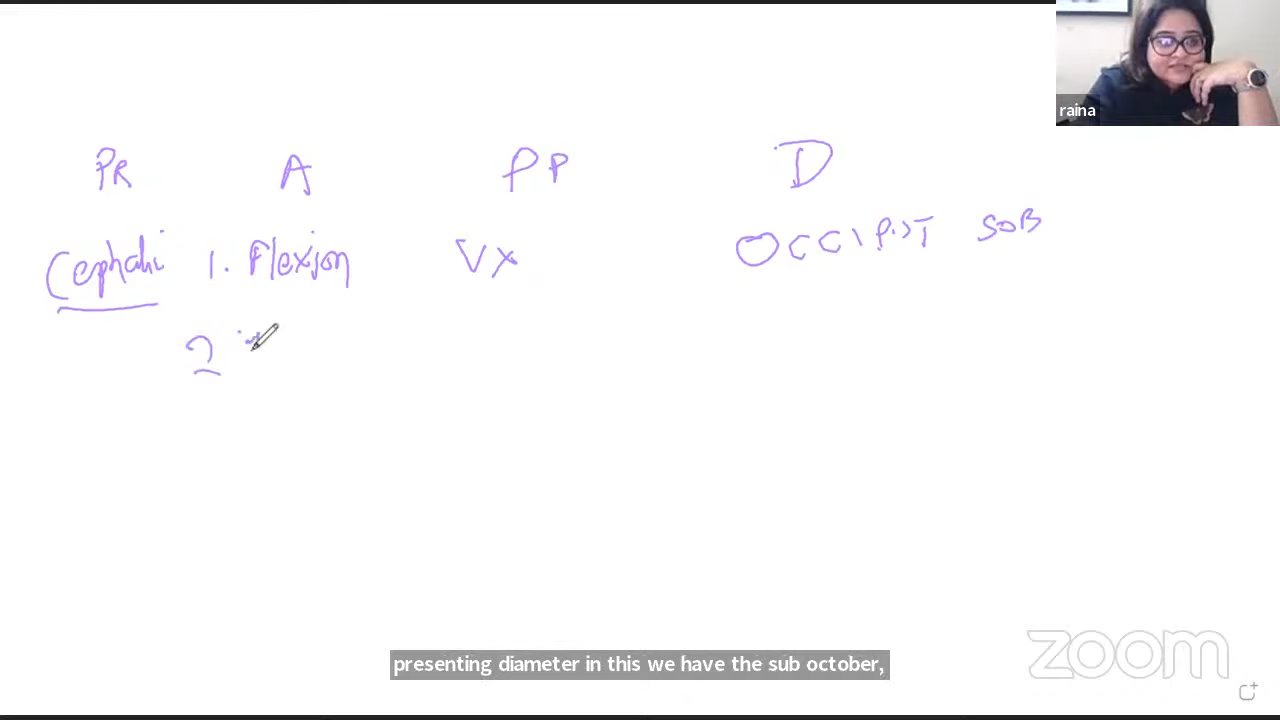 raina
PR A PP D
Cephali 1. Flexion Vx OCCIPUT SOB
2
presenting diameter in this we have the sub october,
zoom